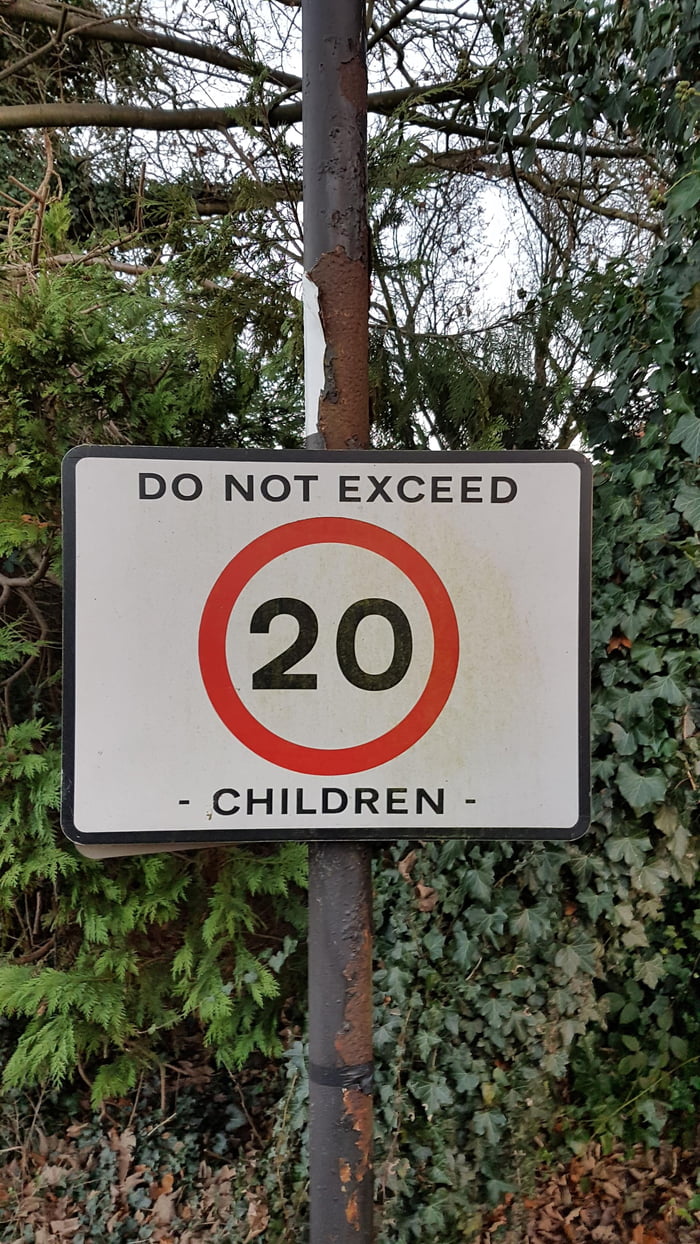 DO NOT EXCEED
20
- CHILDREN -